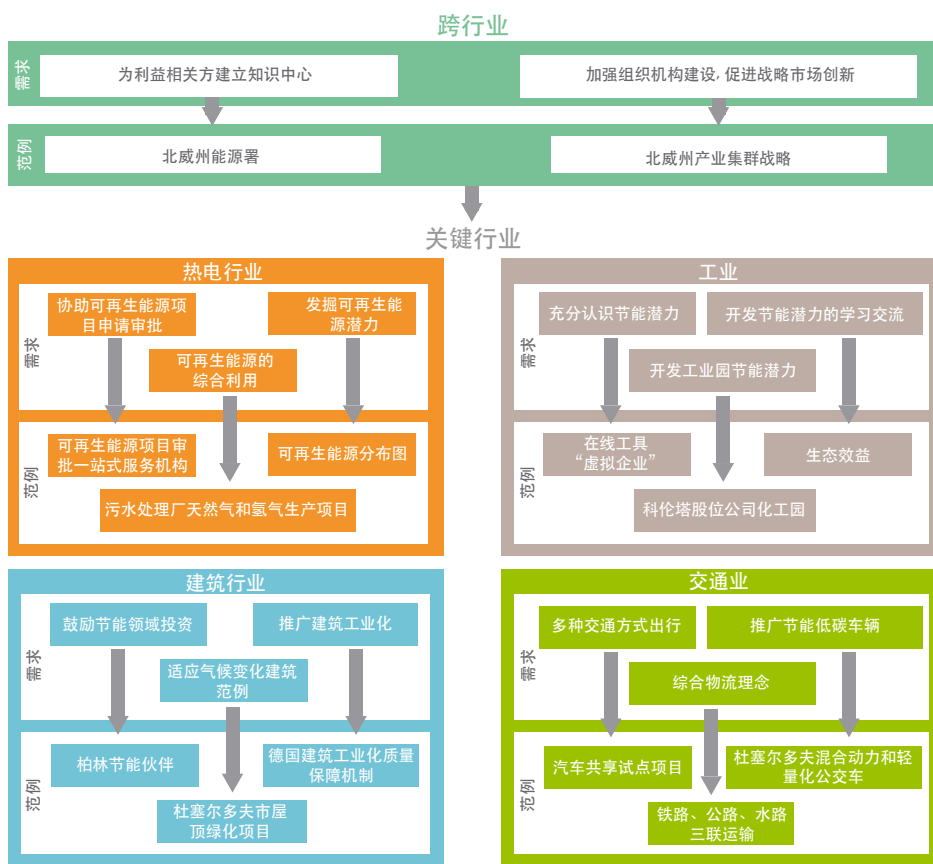 跨行业
需求
为利益相关方建立知识中心
加强组织机构建设，促进战略市场创新
范例
北威州能源署
北威州产业集群战略
关键行业
热电行业
需求
协助可再生能源项
目申请审批
发掘可再生能
源潜力
可再生能源的
综合利用
范例
可再生能源项目审
批一站式服务机构
可再生能源分布图
污水处理厂天然气和氢气生产项目
工业
需求
充分认识节能潜力
开发节能潜力的学习交流
开发工业园节能潜力
范例
在线工具
“虚拟企业”
生态效益
科伦塔股位公司化工园
建筑行业
需求
鼓励节能领域投资
推广建筑工业化
适应气候变化建筑
范例
范例
柏林节能伙伴
德国建筑工业化质量
保障机制
杜塞尔多夫市屋
顶绿化项目
交通业
需求
多种交通方式出行
推广节能低碳车辆
综合物流理念
范例
汽车共享试点项目
杜塞尔多夫混合动力和轻
量化公交车
铁路、公路、水路
三联运输